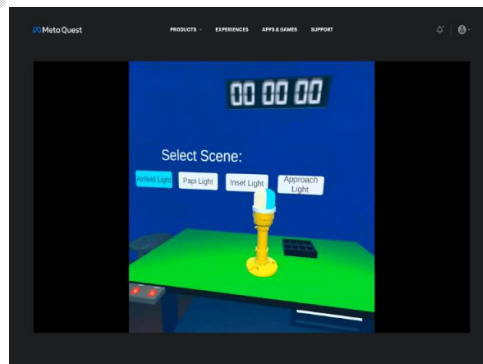 Meta Quest
PRODUCTS EXPERIENCES APPS & GAMES SUPPORT
00 00 00
Select Scene:
Airfield Light Papi Light Inset Light Approach
Light